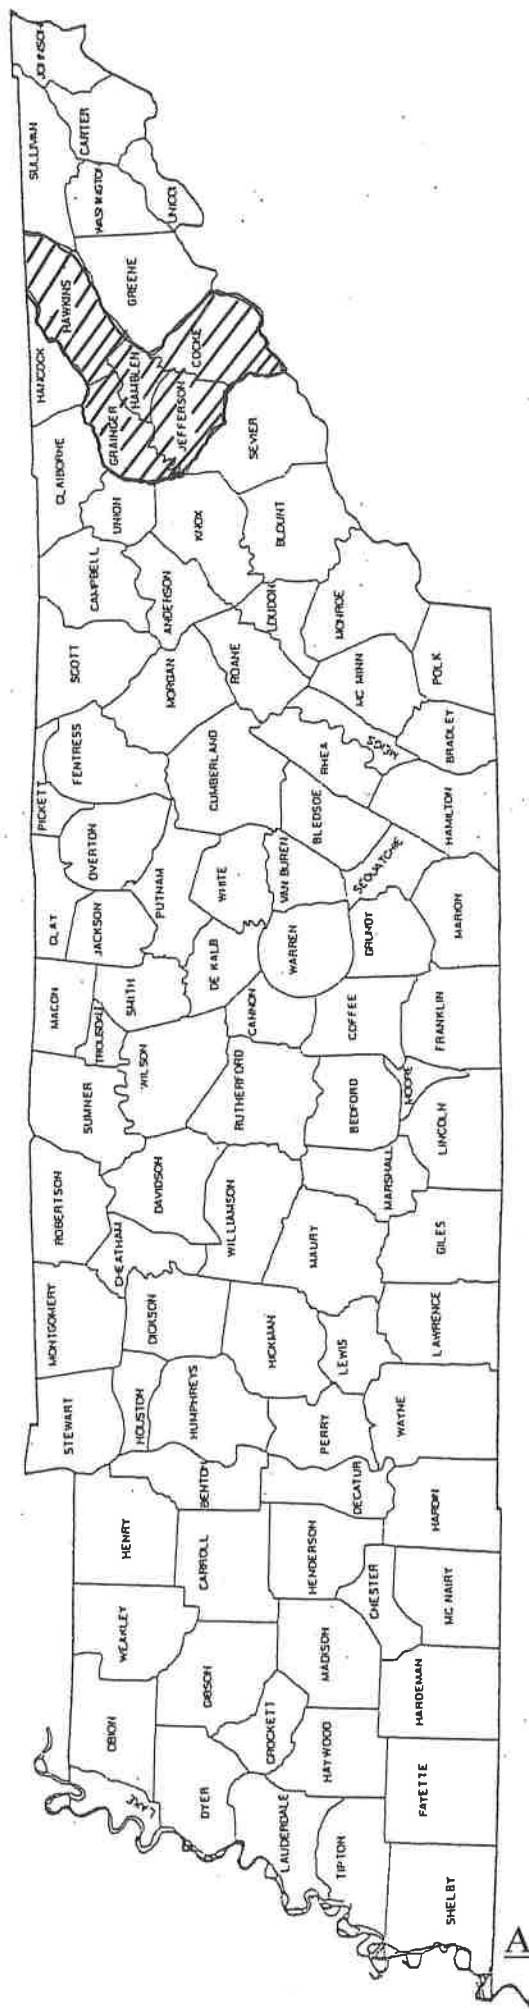 JOHNSON
SULLIVAN
CARTER
WASHINGTON
UNICOI
HAWKINS
GREENE
HANCOCK
HAMBLEN
COCKE
GRAINGER
JEFFERSON
CLAIBORNE
SEVIER
UNION
KNOX
BLOUNT
CAMPBELL
ANDERSON
LOUDON
MONROE
SCOTT
MORGAN
ROANE
MC MINN
POLK
FENTRESS
CUMBERLAND
RHEA
MEIGS
BRADLEY
PICKETT
OVERTON
BLEDSOE
HAMILTON
PUTNAM
WHITE
VAN BUREN
SEQUATCHIE
CLAY
JACKSON
DE KALB
WARREN
GRUNDY
MARION
MACON
TROUSDALE
SMITH
CANNON
COFFEE
FRANKLIN
SUMNER
WILSON
RUTHERFORD
BEDFORD
MOORE
LINCOLN
ROBERTSON
DAVIDSON
WILLIAMSON
MARSHALL
CHEATHAM
MAURY
GILES
MONTGOMERY
DICKSON
HICKMAN
LEWIS
LAWRENCE
STEWART
HOUSTON
HUMPHREYS
PERRY
WAYNE
BENTON
DECATUR
HENRY
CARROLL
HENDERSON
HARDIN
CHESTER
MC NAIRY
WEAKLEY
GIBSON
MADISON
HARDEMAN
OBION
CROCKETT
HAYWOOD
FAYETTE
LAKE
DYER
LAUDERDALE
TIPTON
SHELBY
A